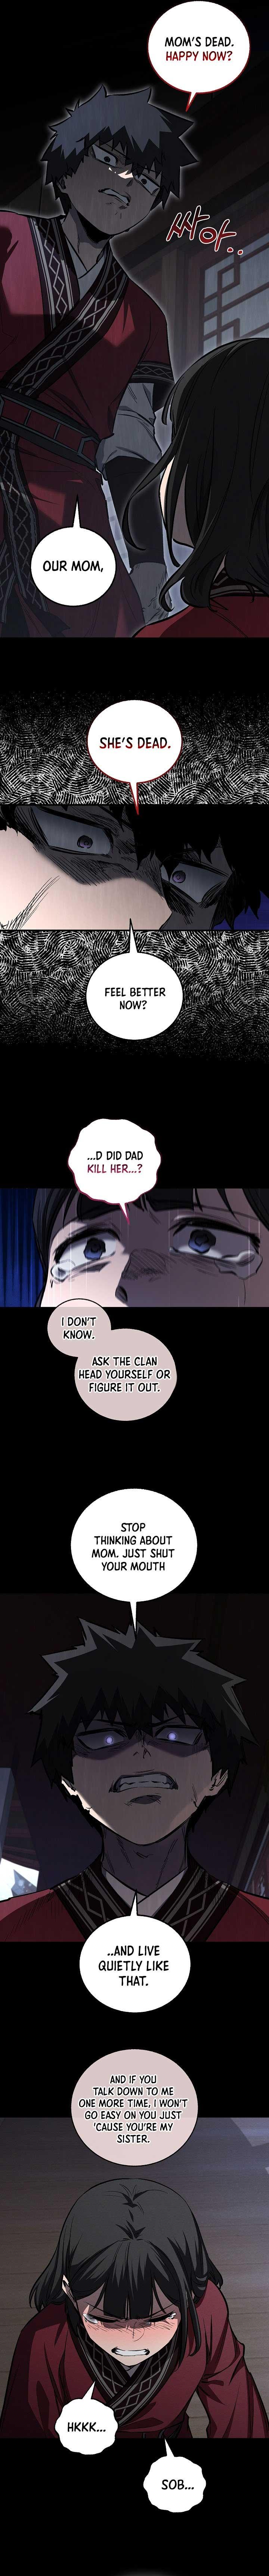 MOM'S DEAD.
HAPPY NOW?
싸아..
OUR MOM,
SHE'S DEAD.
FEEL BETTER
NOW?
...D DID DAD
KILL HER...?
I DON'T
KNOW.
ASK THE CLAN
HEAD YOURSELF OR
FIGURE IT OUT.
STOP
THINKING ABOUT
MOM. JUST SHUT
YOUR MOUTH
..AND LIVE
QUIETLY LIKE
THAT.
AND IF YOU
TALK DOWN TO ME
ONE MORE TIME, I WON'T
GO EASY ON YOU JUST
'CAUSE YOU'RE MY
SISTER.
HKKK...
SOB...